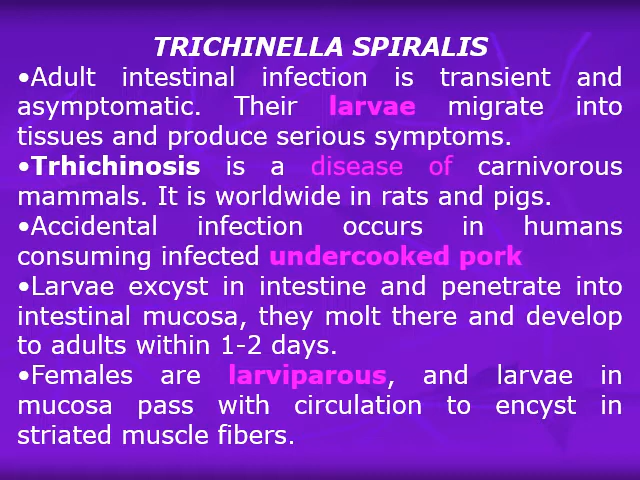 TRICHINELLA SPIRALIS
•Adult intestinal infection is transient and
asymptomatic. Their larvae migrate into
tissues and produce serious symptoms.
•Trhichinosis is a disease of carnivorous
mammals. It is worldwide in rats and pigs.
•Accidental infection occurs in humans
consuming infected undercooked pork
•Larvae excyst in intestine and penetrate into
intestinal mucosa, they molt there and develop
to adults within 1-2 days.
•Females are larviparous, and larvae in
mucosa pass with circulation to encyst in
striated muscle fibers.